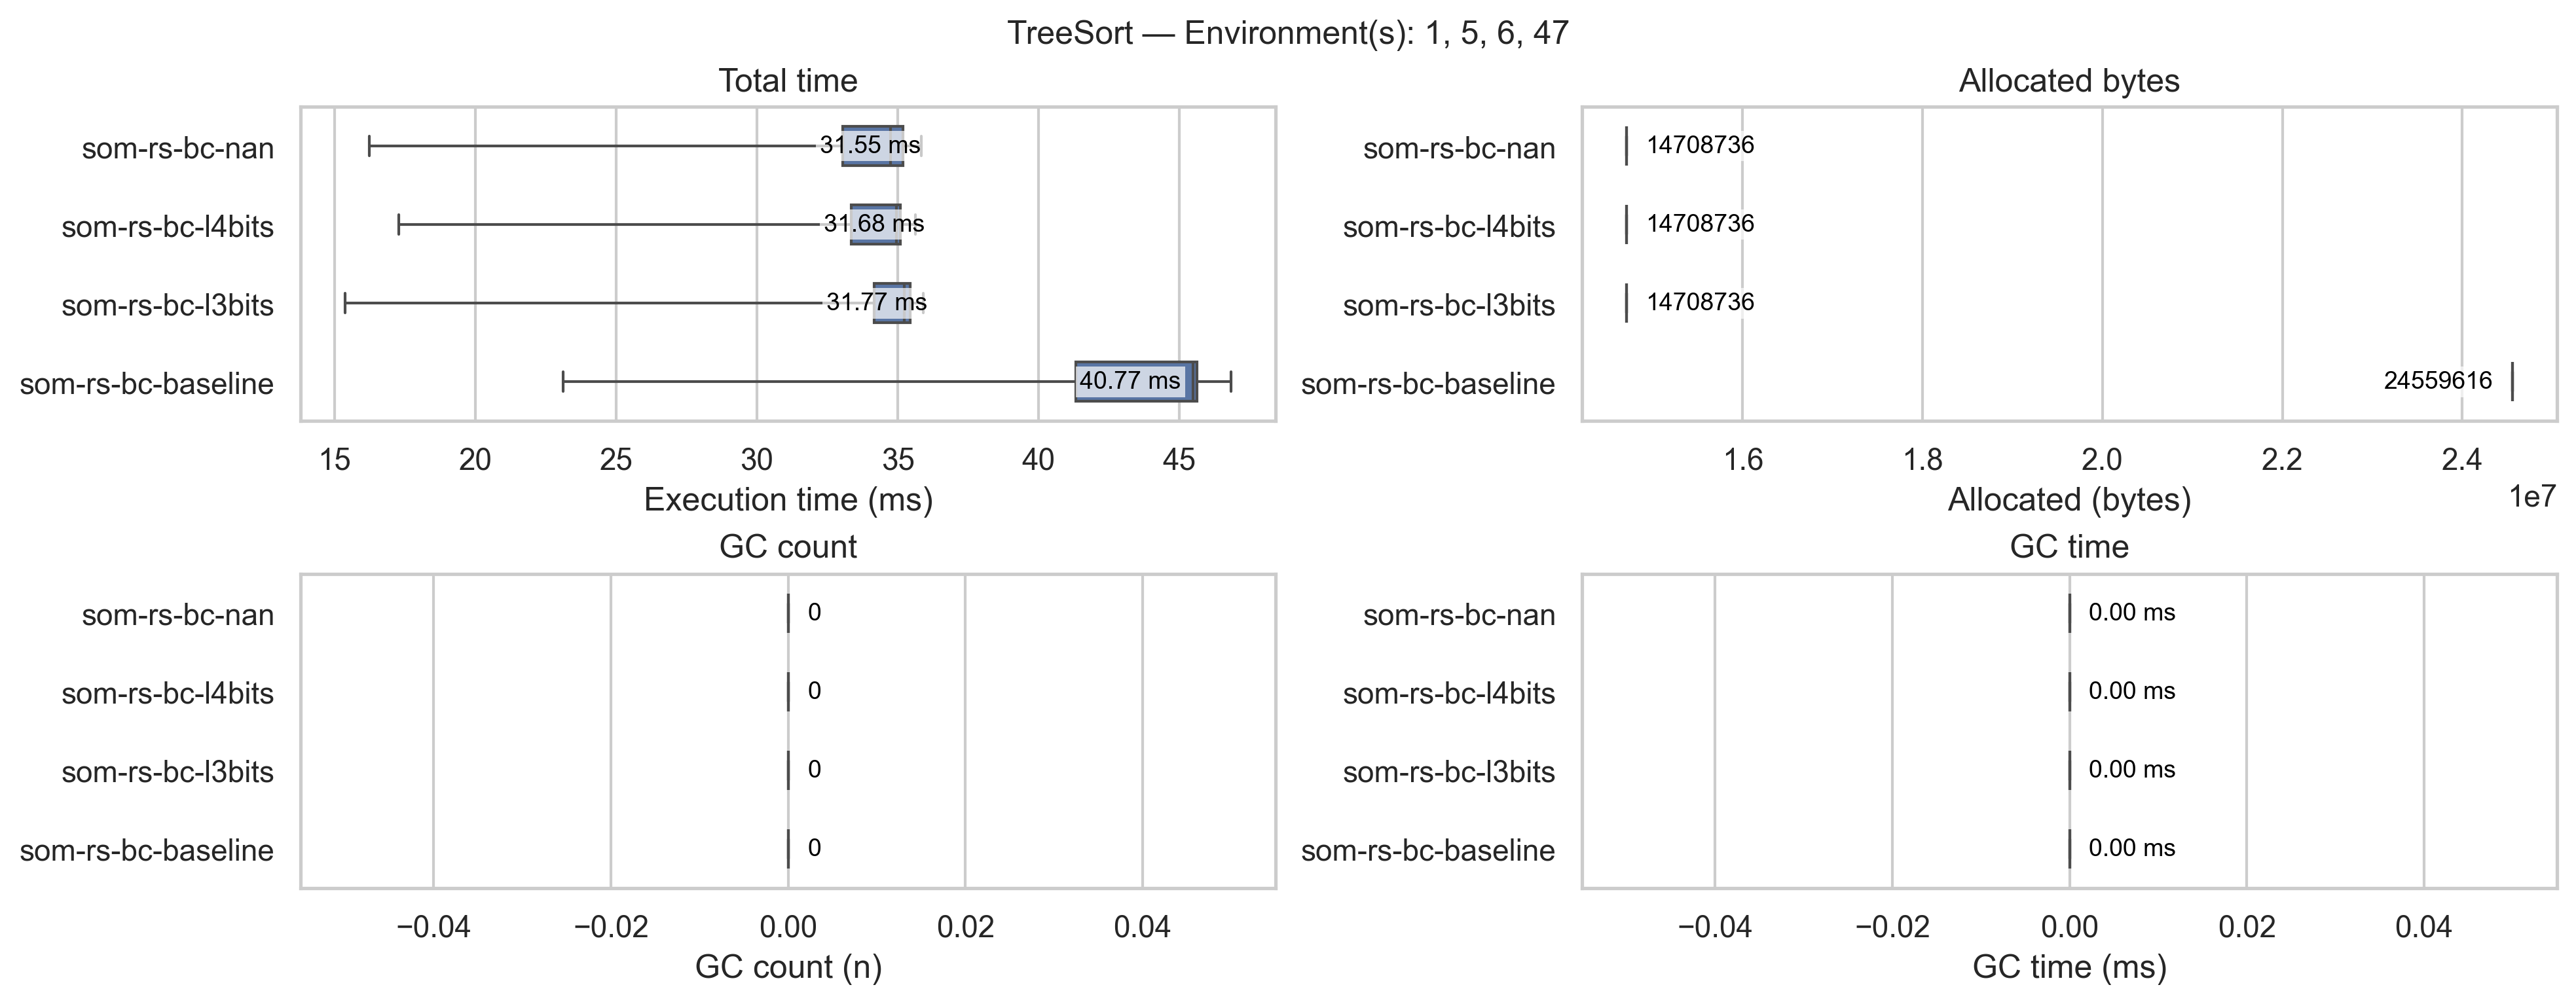 TreeSort — Environment(s): 1, 5, 6, 47
Total time
som-rs-bc-nan
31.55 ms
som-rs-bc-l4bits
31.68 ms
som-rs-bc-l3bits
31.77 ms
som-rs-bc-baseline
40.77 ms
15 20 25 30 35 40 45
Execution time (ms)
Allocated bytes
som-rs-bc-nan
14708736
som-rs-bc-l4bits
14708736
som-rs-bc-l3bits
14708736
som-rs-bc-baseline
24559616
1.6 1.8 2.0 2.2 2.4
1e7
Allocated (bytes)
GC count
som-rs-bc-nan
0
som-rs-bc-l4bits
0
som-rs-bc-l3bits
0
som-rs-bc-baseline
0
−0.04 −0.02 0.00 0.02 0.04
GC count (n)
GC time
som-rs-bc-nan
0.00 ms
som-rs-bc-l4bits
0.00 ms
som-rs-bc-l3bits
0.00 ms
som-rs-bc-baseline
0.00 ms
−0.04 −0.02 0.00 0.02 0.04
GC time (ms)